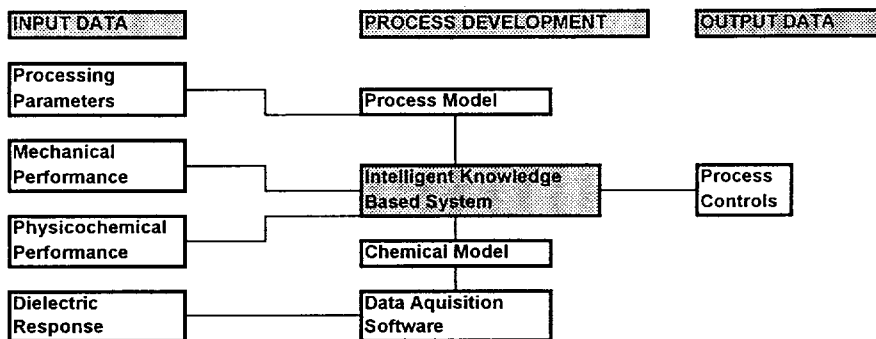 INPUT DATA
PROCESS DEVELOPMENT
OUTPUT DATA
Processing
Parameters
Process Model
Mechanical
Performance
Intelligent Knowledge
Based System
Process
Controls
Physicochemical
Performance
Chemical Model
Dielectric
Response
Data Aquisition
Software